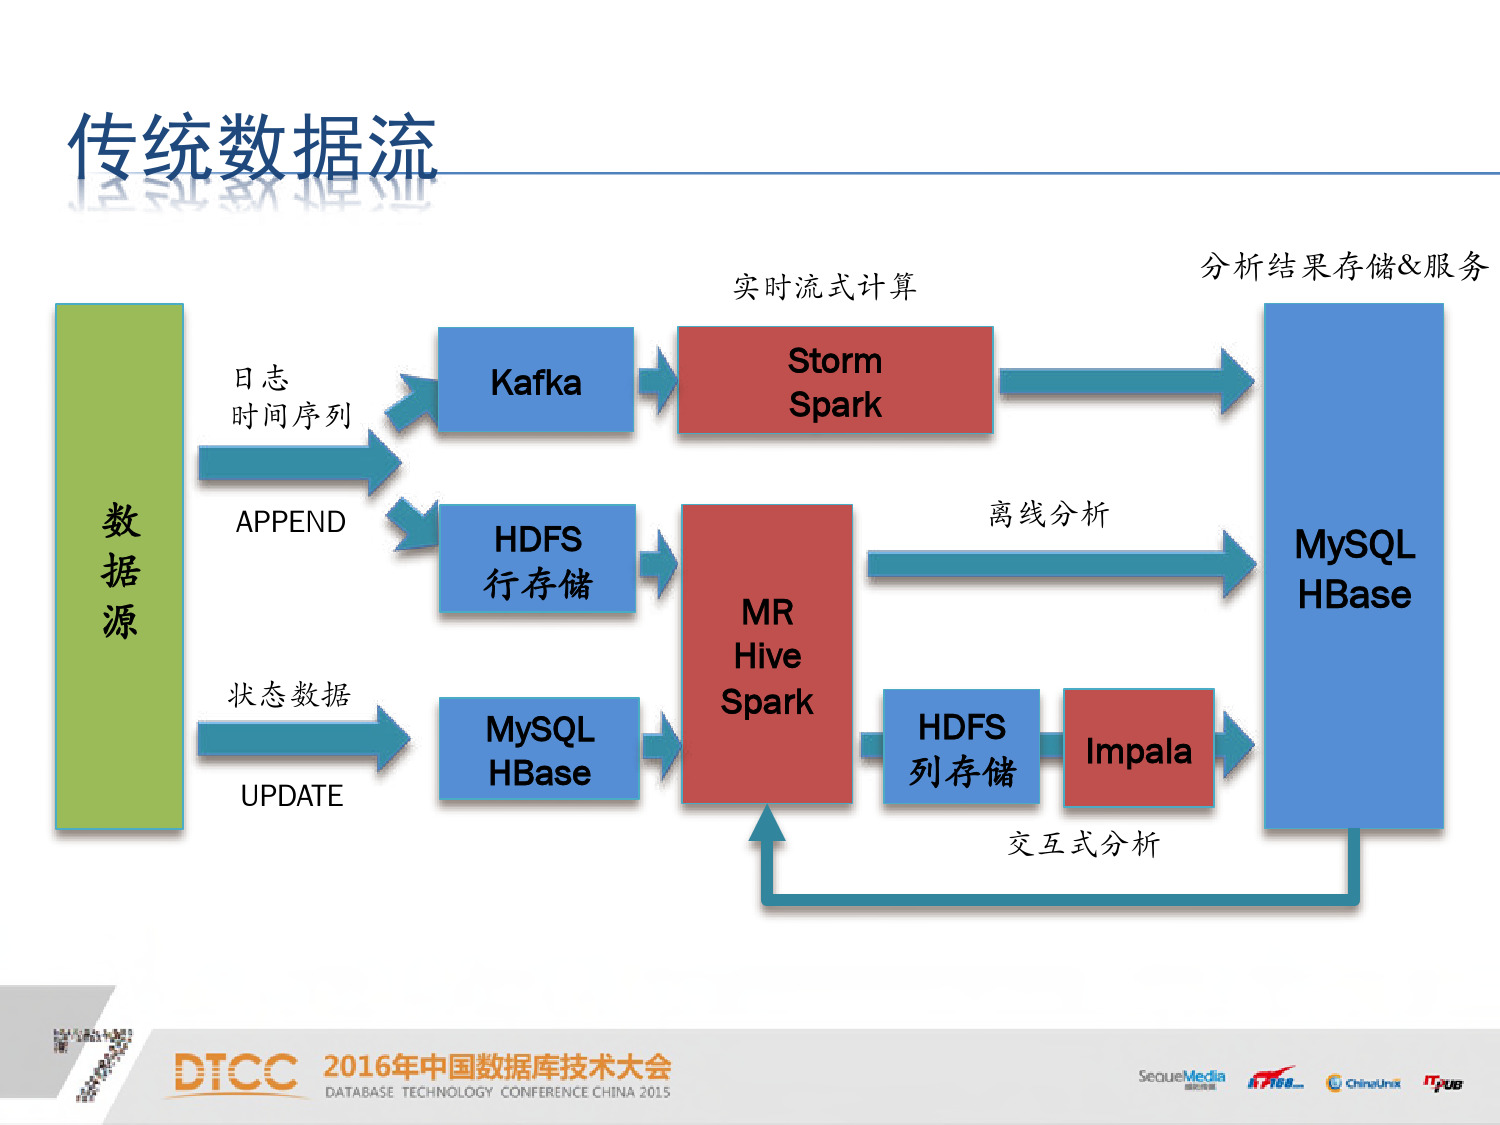 传统数据流
分析结果存储&服务
实时流式计算
日志
时间序列
Kafka
Storm
Spark
数
据
源
APPEND
HDFS
行存储
离线分析
MySQL
HBase
MR
Hive
Spark
状态数据
UPDATE
MySQL
HBase
HDFS
列存储
Impala
交互式分析
7
DTCC
2016年中国数据库技术大会
DATABASE TECHNOLOGY CONFERENCE CHINA 2015
SequeMedia
IT168.com
ChinaUnix
ITPUB